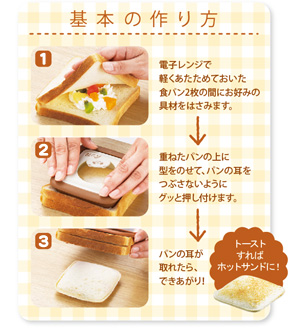 基本の作り方
1
電子レンジで
軽くあたためておいた
食パン2枚の間にお好みの
具材をはさみます。
2
重ねたパンの上に
型をのせて、パンの耳を
つぶさないように
グッと押し付けます。
3
パンの耳が
取れたら、
できあがり!
トースト
すれば
ホットサンドに!